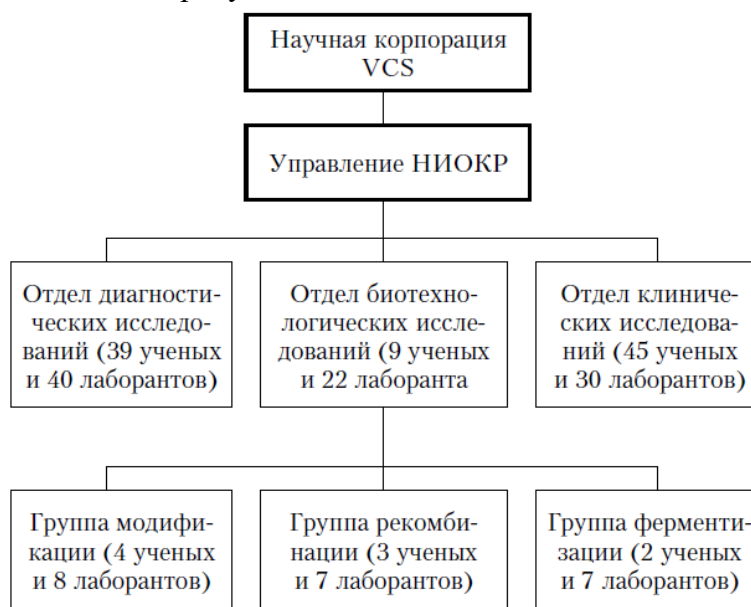 Научная корпорация
VCS
Управление НИОКР
Отдел диагности-
ческих исследо-
ваний (39 ученых
и 40 лаборантов)
Отдел биотехно-
логических иссле-
дований (9 ученых
и 22 лаборанта
Отдел клиниче-
ских исследова-
ний (45 ученых
и 30 лаборантов)
Группа модифи-
кации (4 ученых
и 8 лаборантов)
Группа рекомби-
нации (3 ученых
и 7 лаборантов)
Группа ферменти-
зации (2 ученых
и 7 лаборантов)